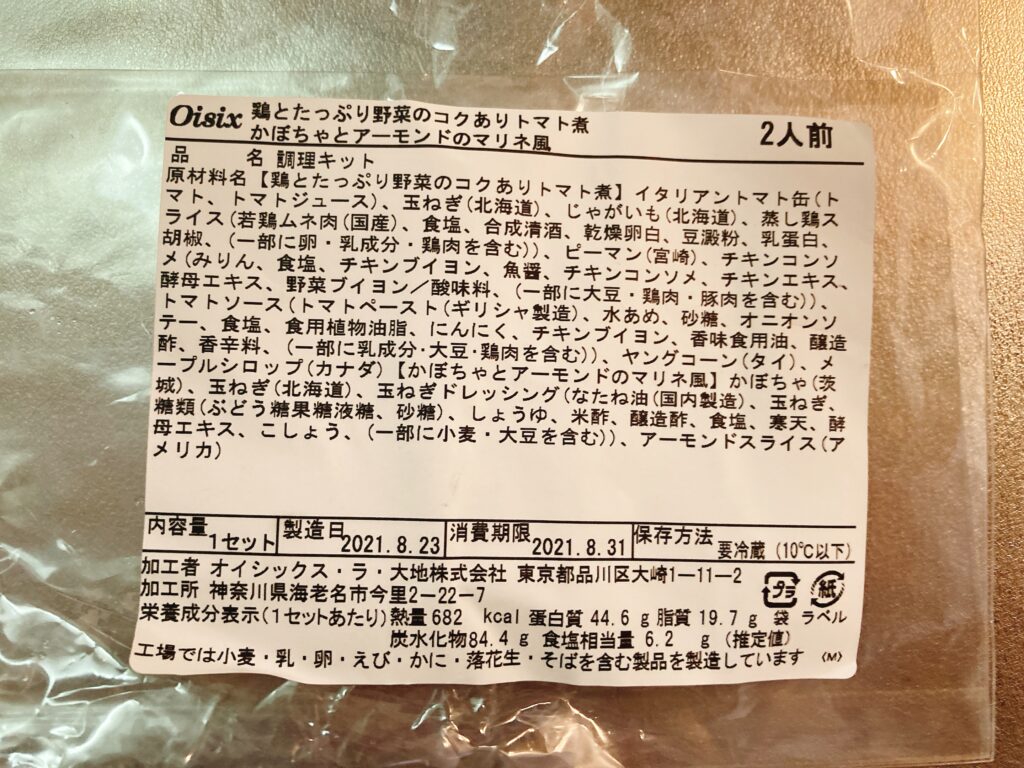 Oisix 鶏とたっぷり野菜のコクありトマト煮
かぼちゃとアーモンドのマリネ風
2人前
品 名 調理キット
原材料名【鶏とたっぷり野菜のコクありトマト煮】イタリアントマト缶(ト
マト、トマトジュース)、玉ねぎ(北海道)、じゃがいも(北海道)、蒸し鶏ス
ライス(若鶏ムネ肉(国産)、食塩、合成清酒、乾燥卵白、豆澱粉、乳蛋白、
胡椒、(一部に卵・乳成分・鶏肉を含む))、ピーマン(宮崎)、チキンコンソ
メ(みりん、食塩、チキンブイヨン、魚醤、チキンコンソメ、チキンエキス、
酵母エキス、野菜ブイヨン/酸味料、(一部に大豆・鶏肉・豚肉を含む))、
トマトソース(トマトペースト(ギリシャ製造)、水あめ、砂糖、オニオンソ
テー、食塩、食用植物油脂、にんにく、チキンブイヨン、香味食用油、醸造
酢、香辛料、(一部に乳成分・大豆・鶏肉を含む))、ヤングコーン(タイ)、メ
ープルシロップ(カナダ)【かぼちゃとアーモンドのマリネ風】かぼちゃ(茨
城)、玉ねぎ(北海道)、玉ねぎドレッシング(なたね油(国内製造)、玉ねぎ、
糖類(ぶどう糖果糖液糖、砂糖)、しょうゆ、米酢、醸造酢、食塩、寒天、酵
母エキス、こしょう、(一部に小麦・大豆を含む))、アーモンドスライス(ア
メリカ)
内容量 1セット 製造日 2021.8.23 消費期限 2021.8.31 保存方法 要冷蔵(10℃以下)
加工者 オイシックス・ラ・大地株式会社 東京都品川区大崎1-11-2
加工所 神奈川県海老名市今里2-22-7
プラ 紙
袋 ラベル
栄養成分表示(1セットあたり)熱量682 kcal 蛋白質 44.6 g 脂質 19.7 g
炭水化物84.4 g 食塩相当量 6.2 g (推定値)
工場では小麦・乳・卵・えび・かに・落花生・そばを含む製品を製造しています 〈M〉